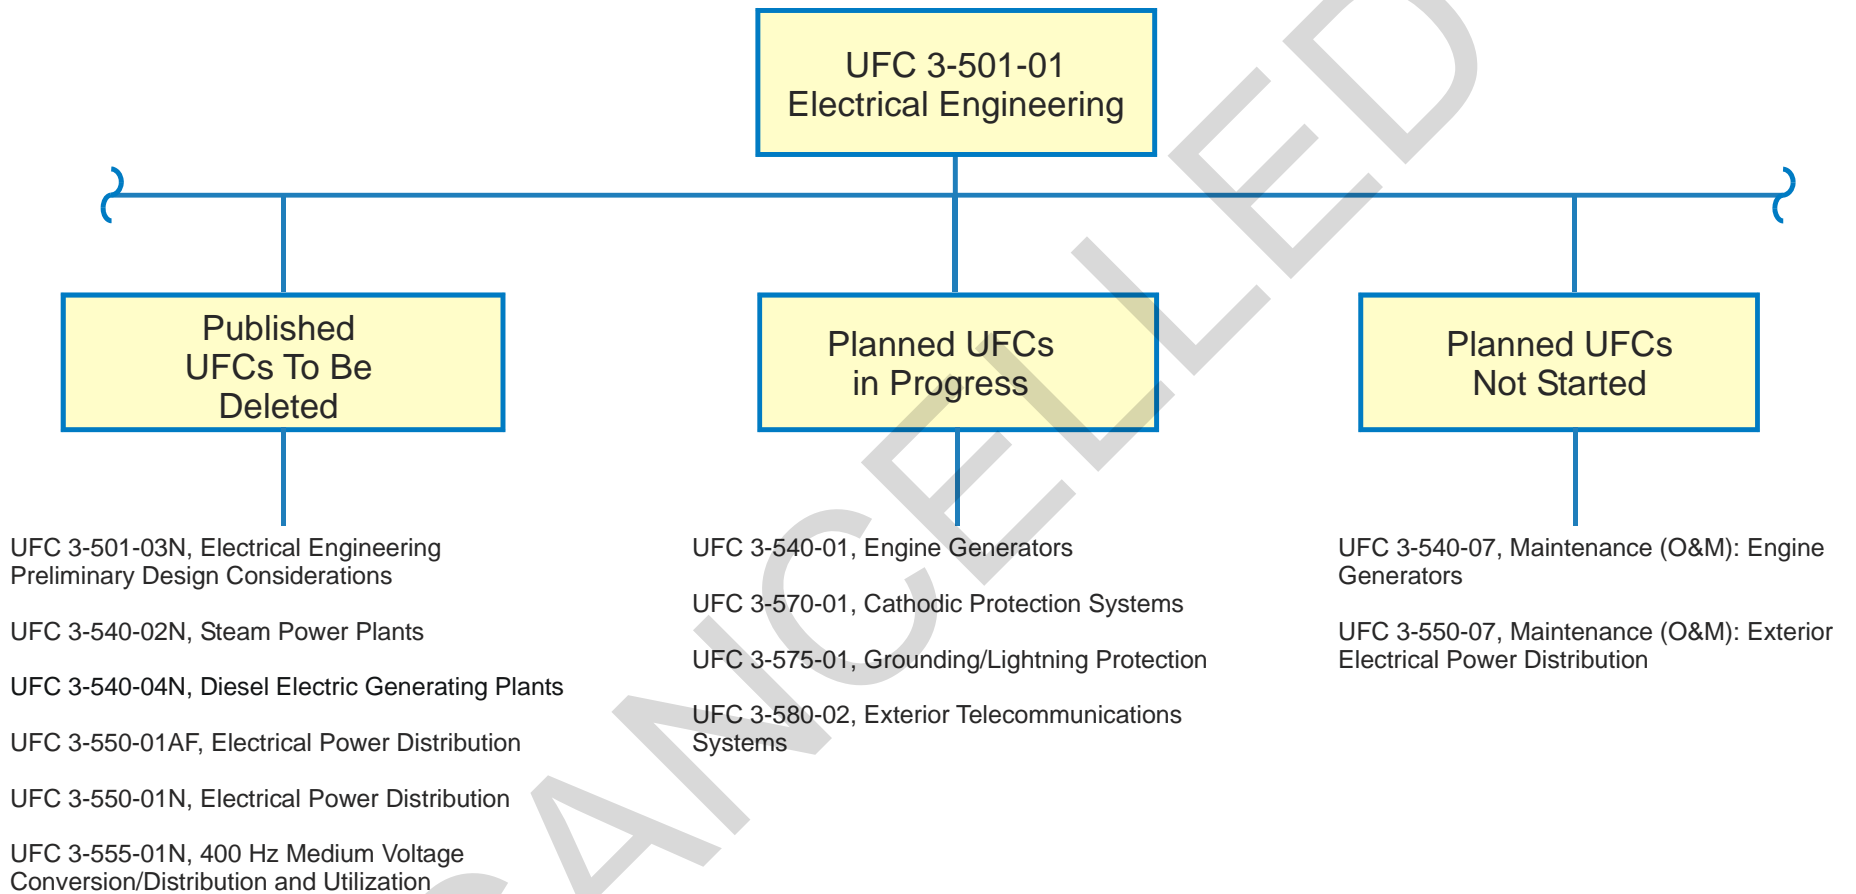 UFC 3-501-01
Electrical Engineering
Published
UFCs To Be
Deleted
Planned UFCs
in Progress
Planned UFCs
Not Started
UFC 3-501-03N, Electrical Engineering
Preliminary Design Considerations
UFC 3-540-02N, Steam Power Plants
UFC 3-540-04N, Diesel Electric Generating Plants
UFC 3-550-01AF, Electrical Power Distribution
UFC 3-550-01N, Electrical Power Distribution
UFC 3-555-01N, 400 Hz Medium Voltage
Conversion/Distribution and Utilization
UFC 3-540-01, Engine Generators
UFC 3-570-01, Cathodic Protection Systems
UFC 3-575-01, Grounding/Lightning Protection
UFC 3-580-02, Exterior Telecommunications
Systems
UFC 3-540-07, Maintenance (O&M): Engine
Generators
UFC 3-550-07, Maintenance (O&M): Exterior
Electrical Power Distribution
CANCELLED